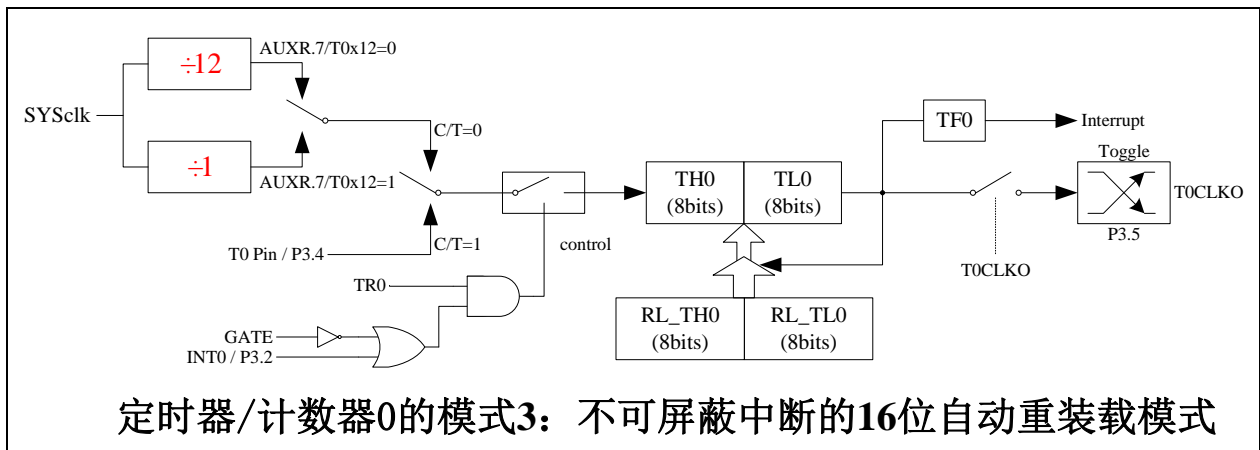 AUXR.7/T0x12=0
÷12
SYSclk
C/T=0
÷1
AUXR.7/T0x12=1
TF0
Interrupt
Toggle
TH0
(8bits)
TL0
(8bits)
T0CLKO
P3.5
control
C/T=1
T0 Pin / P3.4
T0CLKO
TR0
RL_TH0
(8bits)
RL_TL0
(8bits)
GATE
INT0 / P3.2
定时器/计数器0的模式3：不可屏蔽中断的16位自动重装载模式